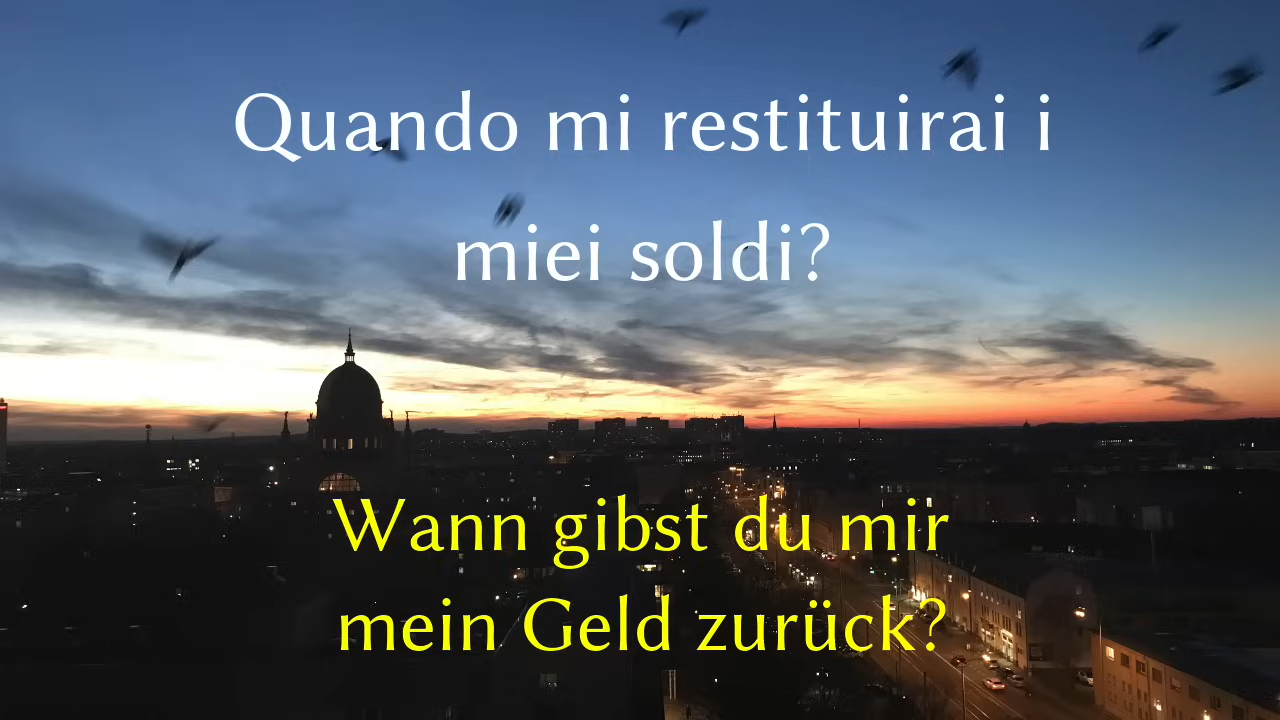 Quando mi restituirai i
miei soldi?
Wann gibst du mir
mein Geld zurück?